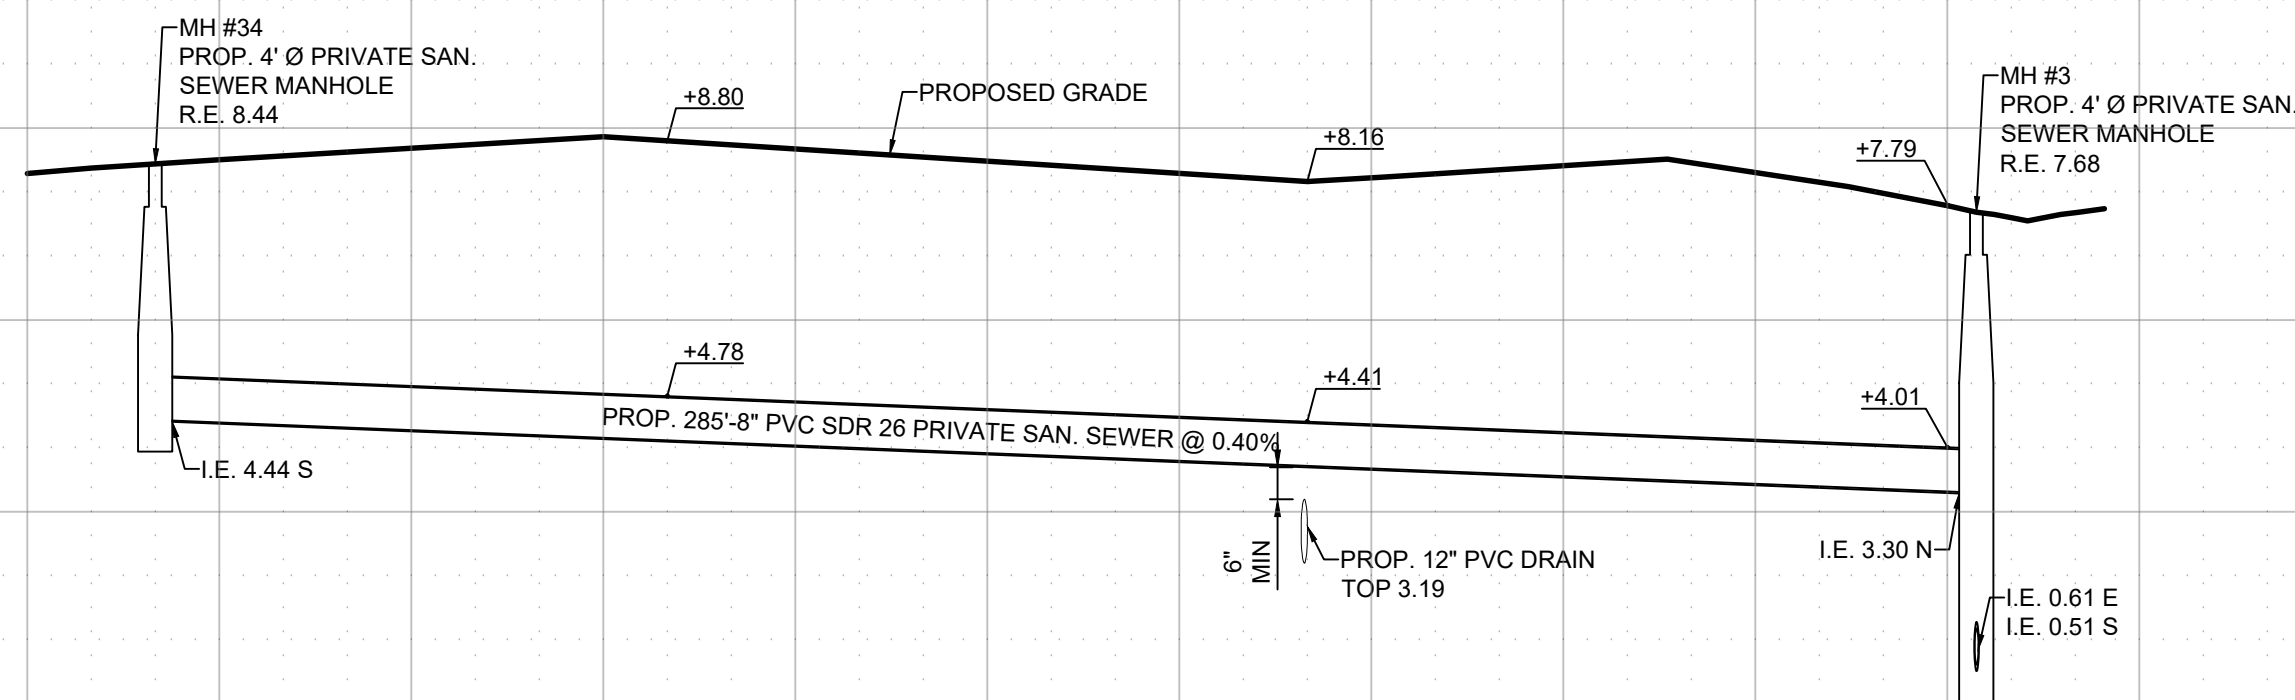 MH #34
PROP. 4' Ø PRIVATE SAN.
SEWER MANHOLE
R.E. 8.44
+8.80
PROPOSED GRADE
+8.16
+7.79
MH #3
PROP. 4' Ø PRIVATE SAN.
SEWER MANHOLE
R.E. 7.68
+4.78
+4.41
+4.01
PROP. 285'-8" PVC SDR 26 PRIVATE SAN. SEWER @ 0.40%
I.E. 4.44 S
6"
MIN
PROP. 12" PVC DRAIN
TOP 3.19
I.E. 3.30 N
I.E. 0.61 E
I.E. 0.51 S